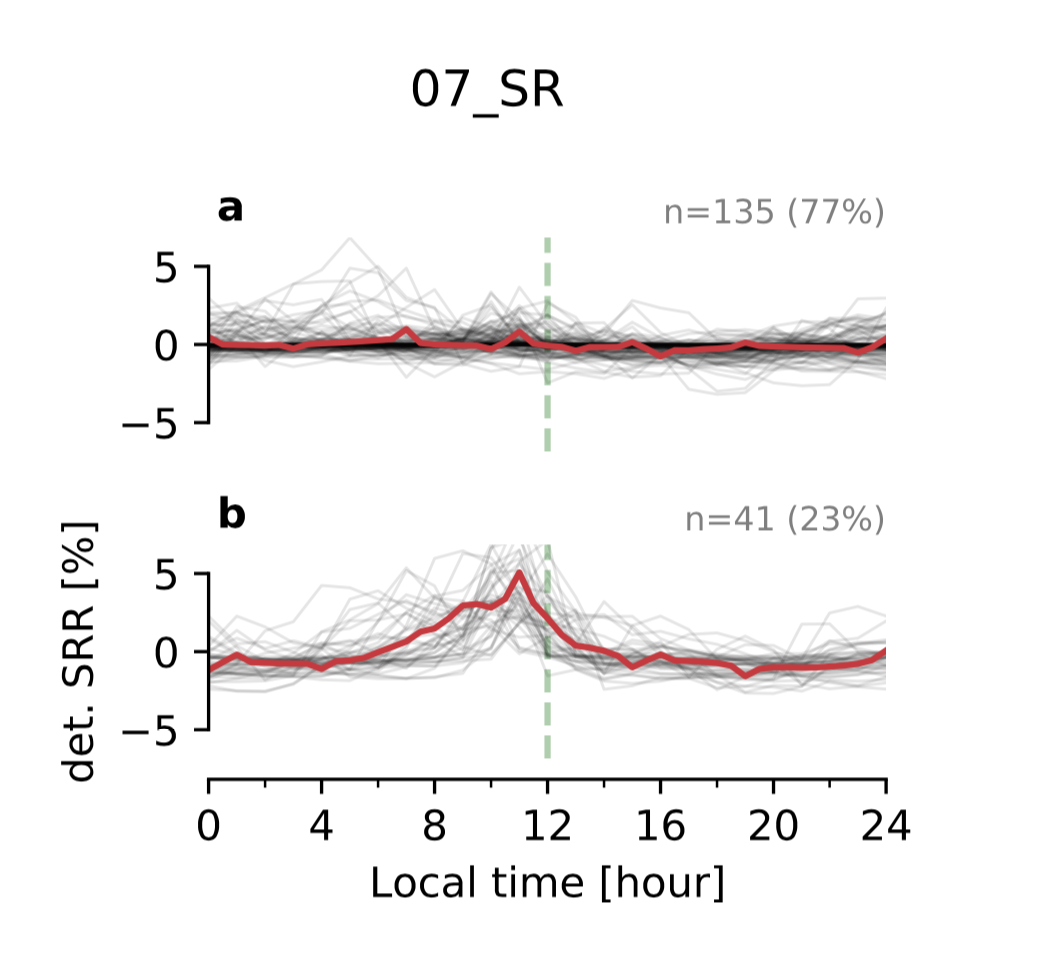 07_SR
a
n=135 (77%)
5
0
−5
b
n=41 (23%)
5
0
−5
det. SRR [%]
0 4 8 12 16 20 24
Local time [hour]